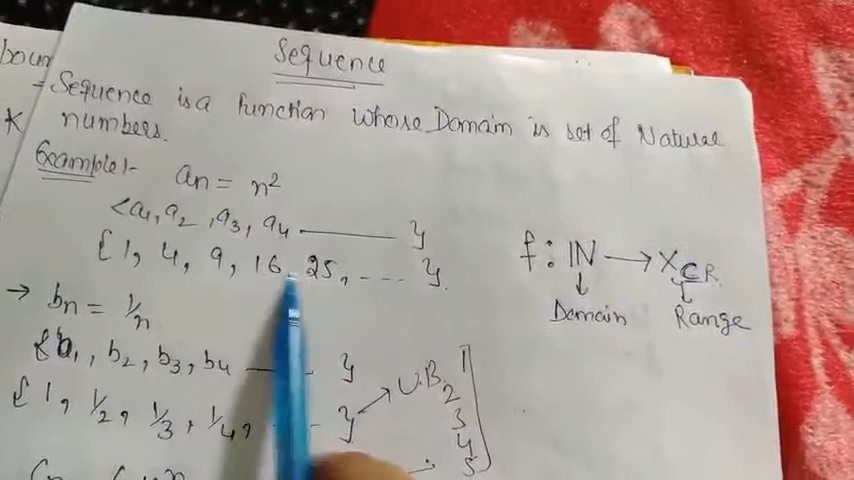 Sequence
boun
Sequence is a function whose Domain is set of Natural
numbers.
Example:-
an = n²
<a₁, a₂, a₃, a₄ ——— }
{1, 4, 9, 16, 25, ---- }
→ bn = 1/n
{b₁, b₂, b₃, b₄ ——— }
{1, 1/2, 1/3, 1/4, --- }
U.B 1
2
3
4
5
f : IN → X ⊆ R
Domain Range